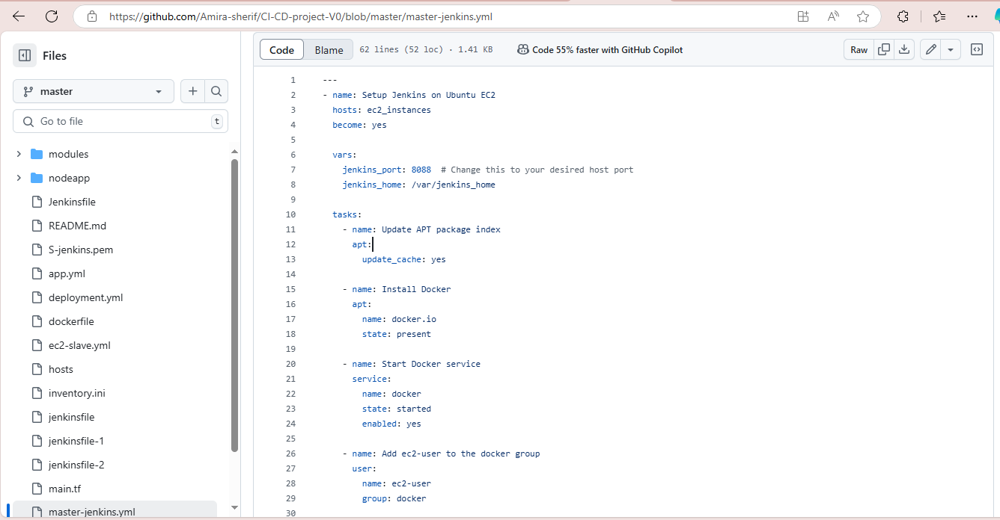 https://github.com/Amira-sherif/CI-CD-project-V0/blob/master/master-jenkins.yml
Files
master
Go to file
t
modules
nodeapp
Jenkinsfile
README.md
S-jenkins.pem
app.yml
deployment.yml
dockerfile
ec2-slave.yml
hosts
inventory.ini
jenkinsfile
jenkinsfile-1
jenkinsfile-2
main.tf
master-jenkins.yml
Code Blame 62 lines (52 loc) · 1.41 KB Code 55% faster with GitHub Copilot Raw
1 ---
2 - name: Setup Jenkins on Ubuntu EC2
3 hosts: ec2_instances
4 become: yes
5
6 vars:
7 jenkins_port: 8088 # Change this to your desired host port
8 jenkins_home: /var/jenkins_home
9
10 tasks:
11 - name: Update APT package index
12 apt:
13 update_cache: yes
14
15 - name: Install Docker
16 apt:
17 name: docker.io
18 state: present
19
20 - name: Start Docker service
21 service:
22 name: docker
23 state: started
24 enabled: yes
25
26 - name: Add ec2-user to the docker group
27 user:
28 name: ec2-user
29 group: docker
30